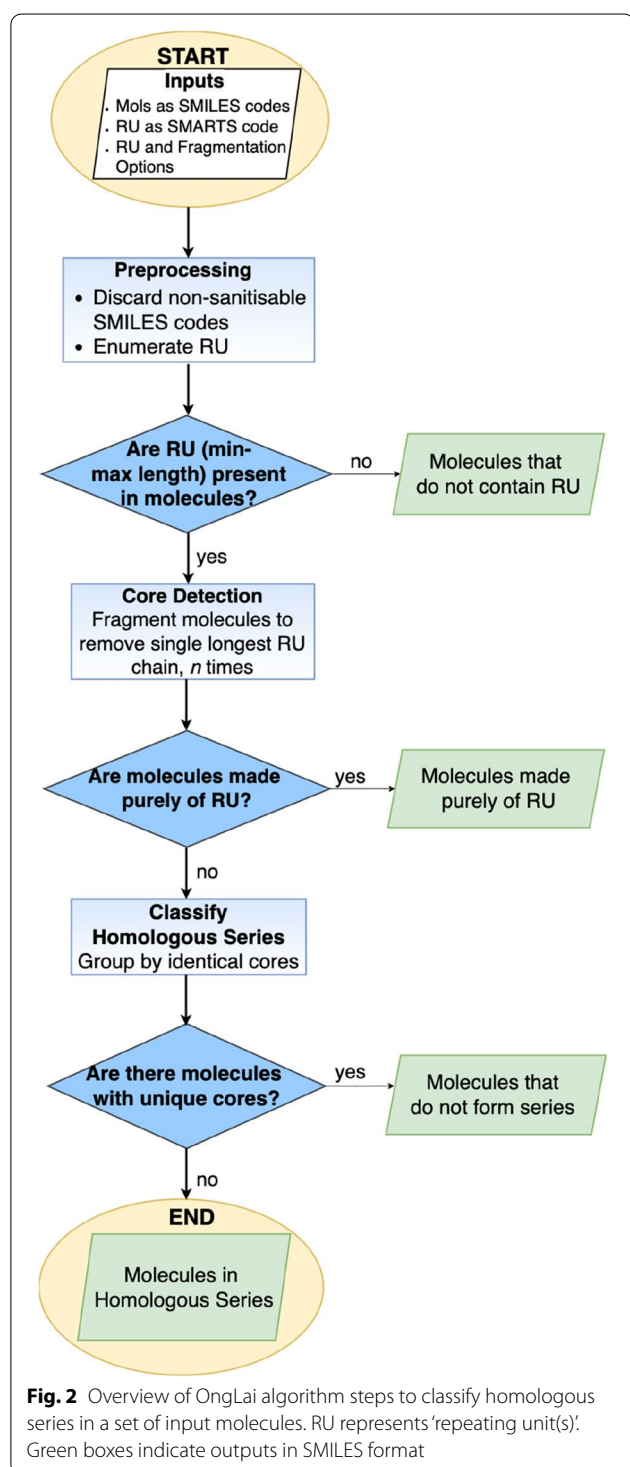 START
Inputs
. Mols as SMILES codes
. RU as SMARTS code
. RU and Fragmentation
Options
Preprocessing
• Discard non-sanitisable
SMILES codes
• Enumerate RU
Are RU (min-
max length) present
in molecules?
no
Molecules that
do not contain RU
yes
Core Detection
Fragment molecules to
remove single longest RU
chain, n times
Are molecules made
purely of RU?
yes
Molecules made
purely of RU
no
Classify
Homologous Series
Group by identical cores
Are there molecules
with unique cores?
yes
Molecules that
do not form series
no
END
Molecules in
Homologous Series
Fig. 2 Overview of OngLai algorithm steps to classify homologous
series in a set of input molecules. RU represents ‘repeating unit(s)’.
Green boxes indicate outputs in SMILES format